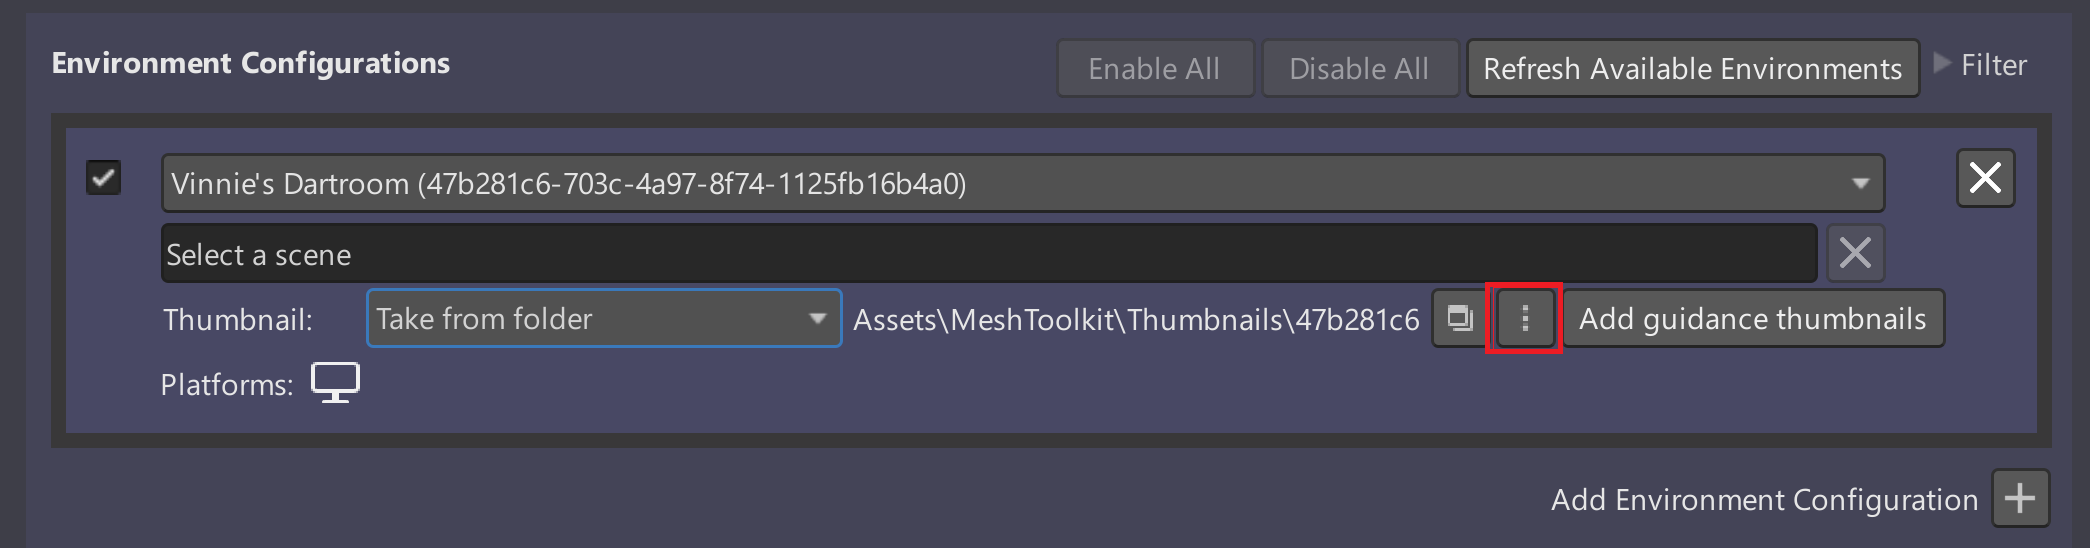 Environment Configurations
Enable All
Disable All
Refresh Available Environments
Filter
Vinnie's Dartroom (47b281c6-703c-4a97-8f74-1125fb16b4a0)
Select a scene
Thumbnail:
Take from folder
Assets\MeshToolkit\Thumbnails\47b281c6
Add guidance thumbnails
Platforms:
Add Environment Configuration